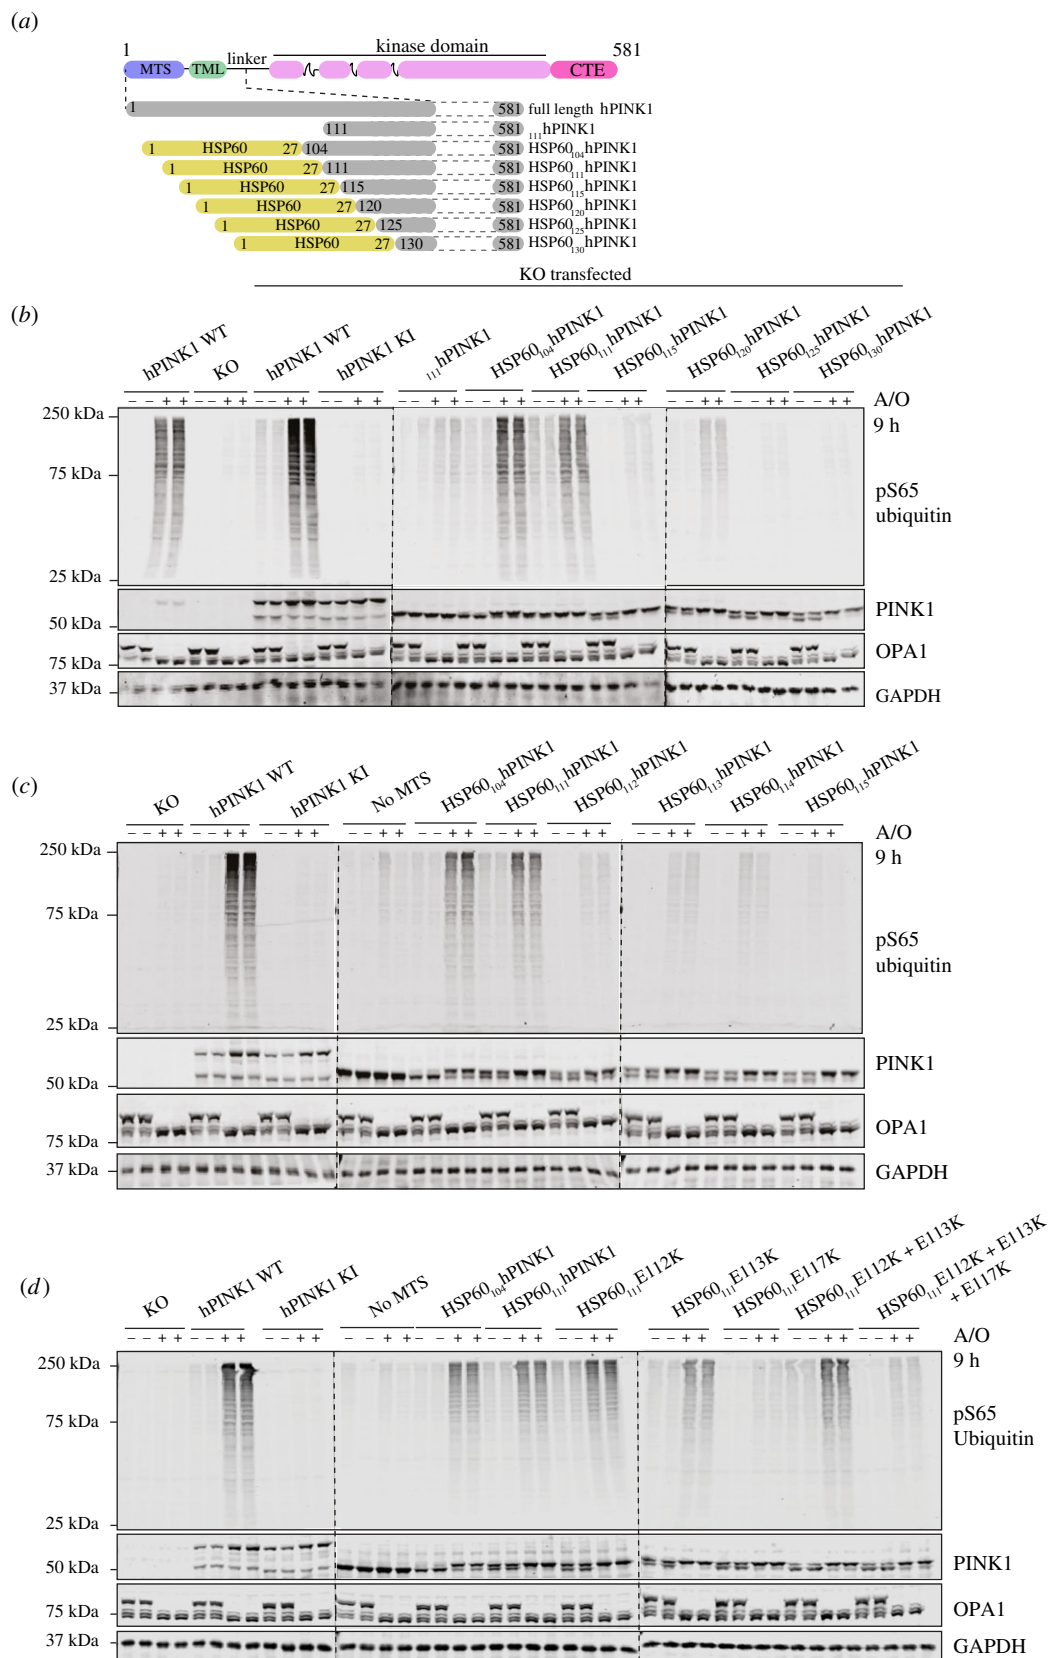 (a)
1 kinase domain 581
linker
MTS TML CTE
1 581 full length hPINK1
111 581 111hPINK1
1 HSP60 27 104 581 HSP60104hPINK1
1 HSP60 27 111 581 HSP60111hPINK1
1 HSP60 27 115 581 HSP60115hPINK1
1 HSP60 27 120 581 HSP60120hPINK1
1 HSP60 27 125 581 HSP60125hPINK1
1 HSP60 27 130 581 HSP60130hPINK1
KO transfected
(b)
hPINK1 WT KO hPINK1 WT hPINK1 KI 111hPINK1 HSP60104hPINK1 HSP60111hPINK1 HSP60115hPINK1 HSP60120hPINK1 HSP60125hPINK1 HSP60130hPINK1
– – + + – – + + – – + + – – + + – – + + – – + + – – + + – – + + – – + + – – + + – – + + A/O
250 kDa 9 h
75 kDa pS65
ubiquitin
25 kDa
PINK1
50 kDa
OPA1
75 kDa
37 kDa GAPDH
(c)
KO hPINK1 WT hPINK1 KI No MTS HSP60104hPINK1 HSP60111hPINK1 HSP60112hPINK1 HSP60113hPINK1 HSP60114hPINK1 HSP60115hPINK1
– – + + – – + + – – + + – – + + – – + + – – + + – – + + – – + + – – + + – – + + A/O
250 kDa 9 h
75 kDa
pS65
ubiquitin
25 kDa
PINK1
50 kDa
OPA1
75 kDa
37 kDa GAPDH
(d)
KO hPINK1 WT hPINK1 KI No MTS HSP60104hPINK1 HSP60111hPINK1 HSP60111E112K HSP60111E113K HSP60111E117K HSP60111E112K + E113K HSP60111E112K + E113K
+ E117K
– – + + – – + + – – + + – – + + – – + + – – + + – – + + – – + + – – + + – – + + – – + + A/O
250 kDa 9 h
75 kDa pS65
Ubiquitin
25 kDa
50 kDa PINK1
75 kDa OPA1
37 kDa GAPDH